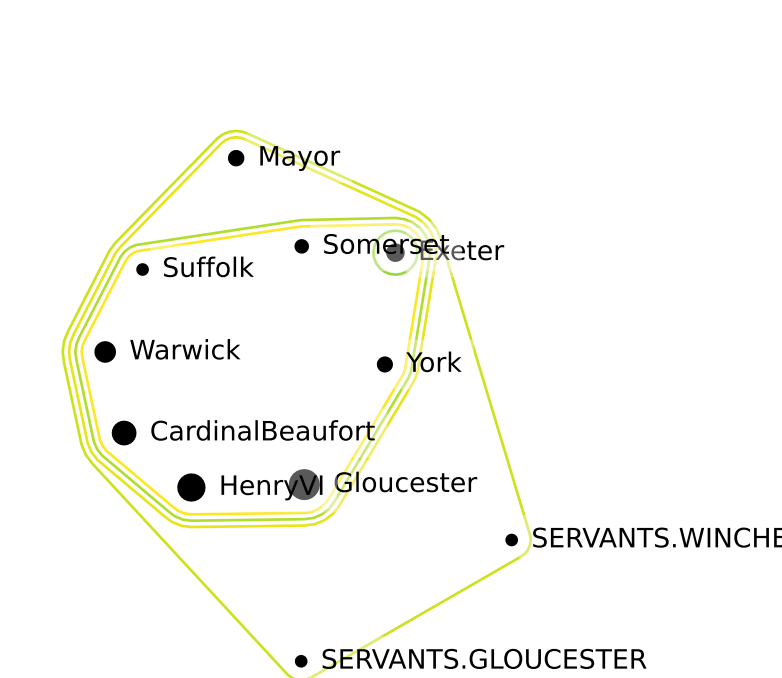 Mayor
Somerset
Exeter
Suffolk
Warwick
York
CardinalBeaufort
HenryVI
Gloucester
SERVANTS.WINCHE
SERVANTS.GLOUCESTER